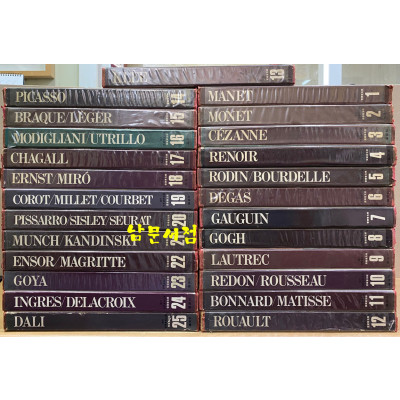 13
PICASSO 14
BRAQUE/LÉGER 15
MODIGLIANI/UTRILLO 16
CHAGALL 17
ERNST/MIRÓ 18
COROT/MILLET/COURBET 19
PISSARRO/SISLEY/SEURAT 20
MUNCH/KANDINSKY
ENSOR/MAGRITTE 22
GOYA 23
INGRES/DELACROIX 24
DALI 25
남문서점
MANET 1
MONET 2
CÉZANNE 3
RENOIR 4
RODIN/BOURDELLE 5
DEGAS 6
GAUGUIN 7
GOGH 8
LAUTREC 9
REDON/ROUSSEAU 10
BONNARD/MATISSE 11
ROUAULT 12